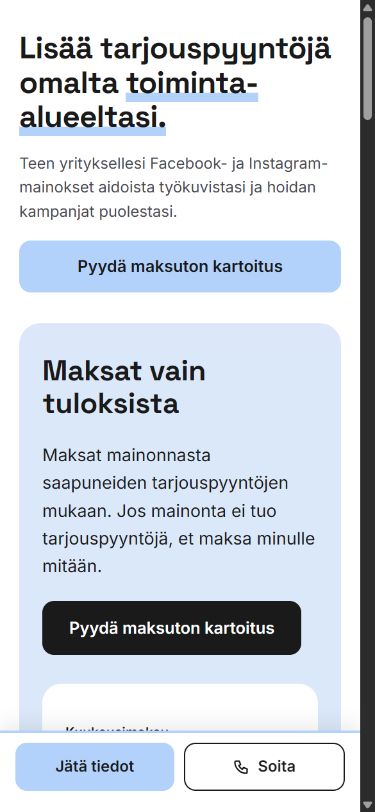 Lisää tarjouspyyntöjä
omalta toiminta-
alueeltasi.
Teen yrityksellesi Facebook- ja Instagram-
mainokset aidoista työkuvistasi ja hoidan
kampanjat puolestasi.
Pyydä maksuton kartoitus
Maksat vain
tuloksista
Maksat mainonnasta
saapuneiden tarjouspyyntöjen
mukaan. Jos mainonta ei tuo
tarjouspyyntöjä, et maksa minulle
mitään.
Pyydä maksuton kartoitus
Jätä tiedot
Soita